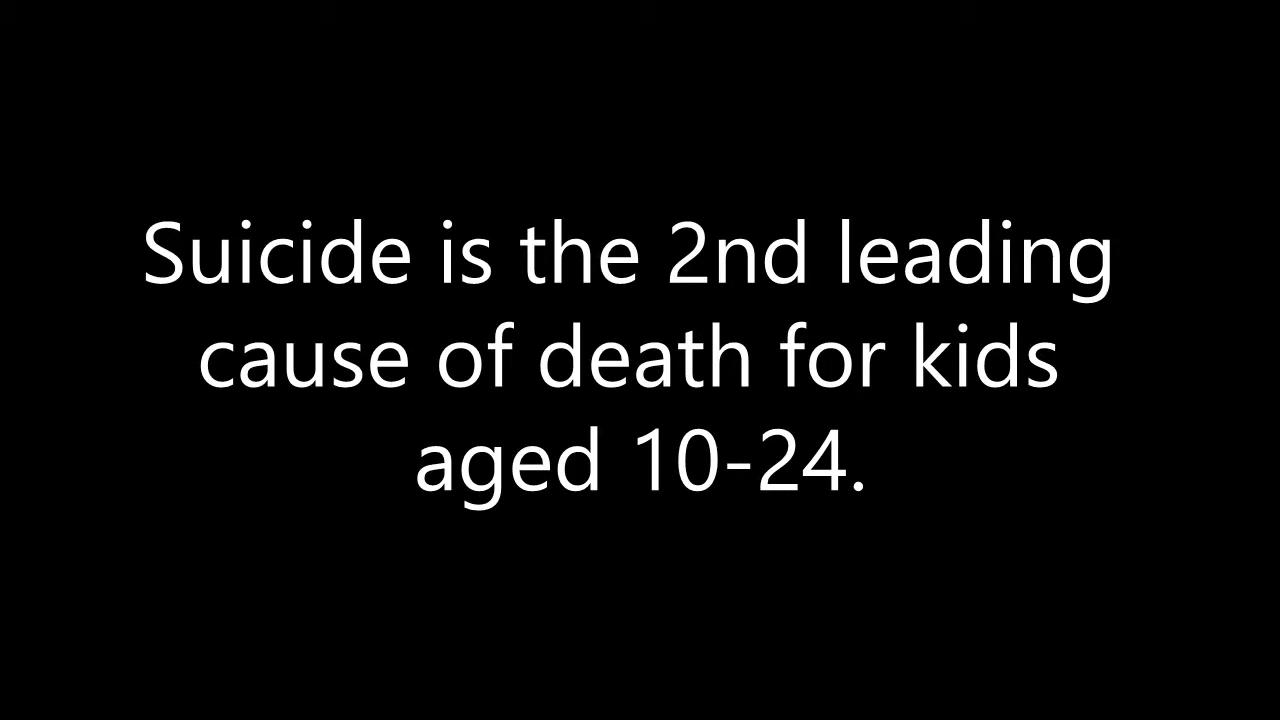 Suicide is the 2nd leading
cause of death for kids
aged 10-24.